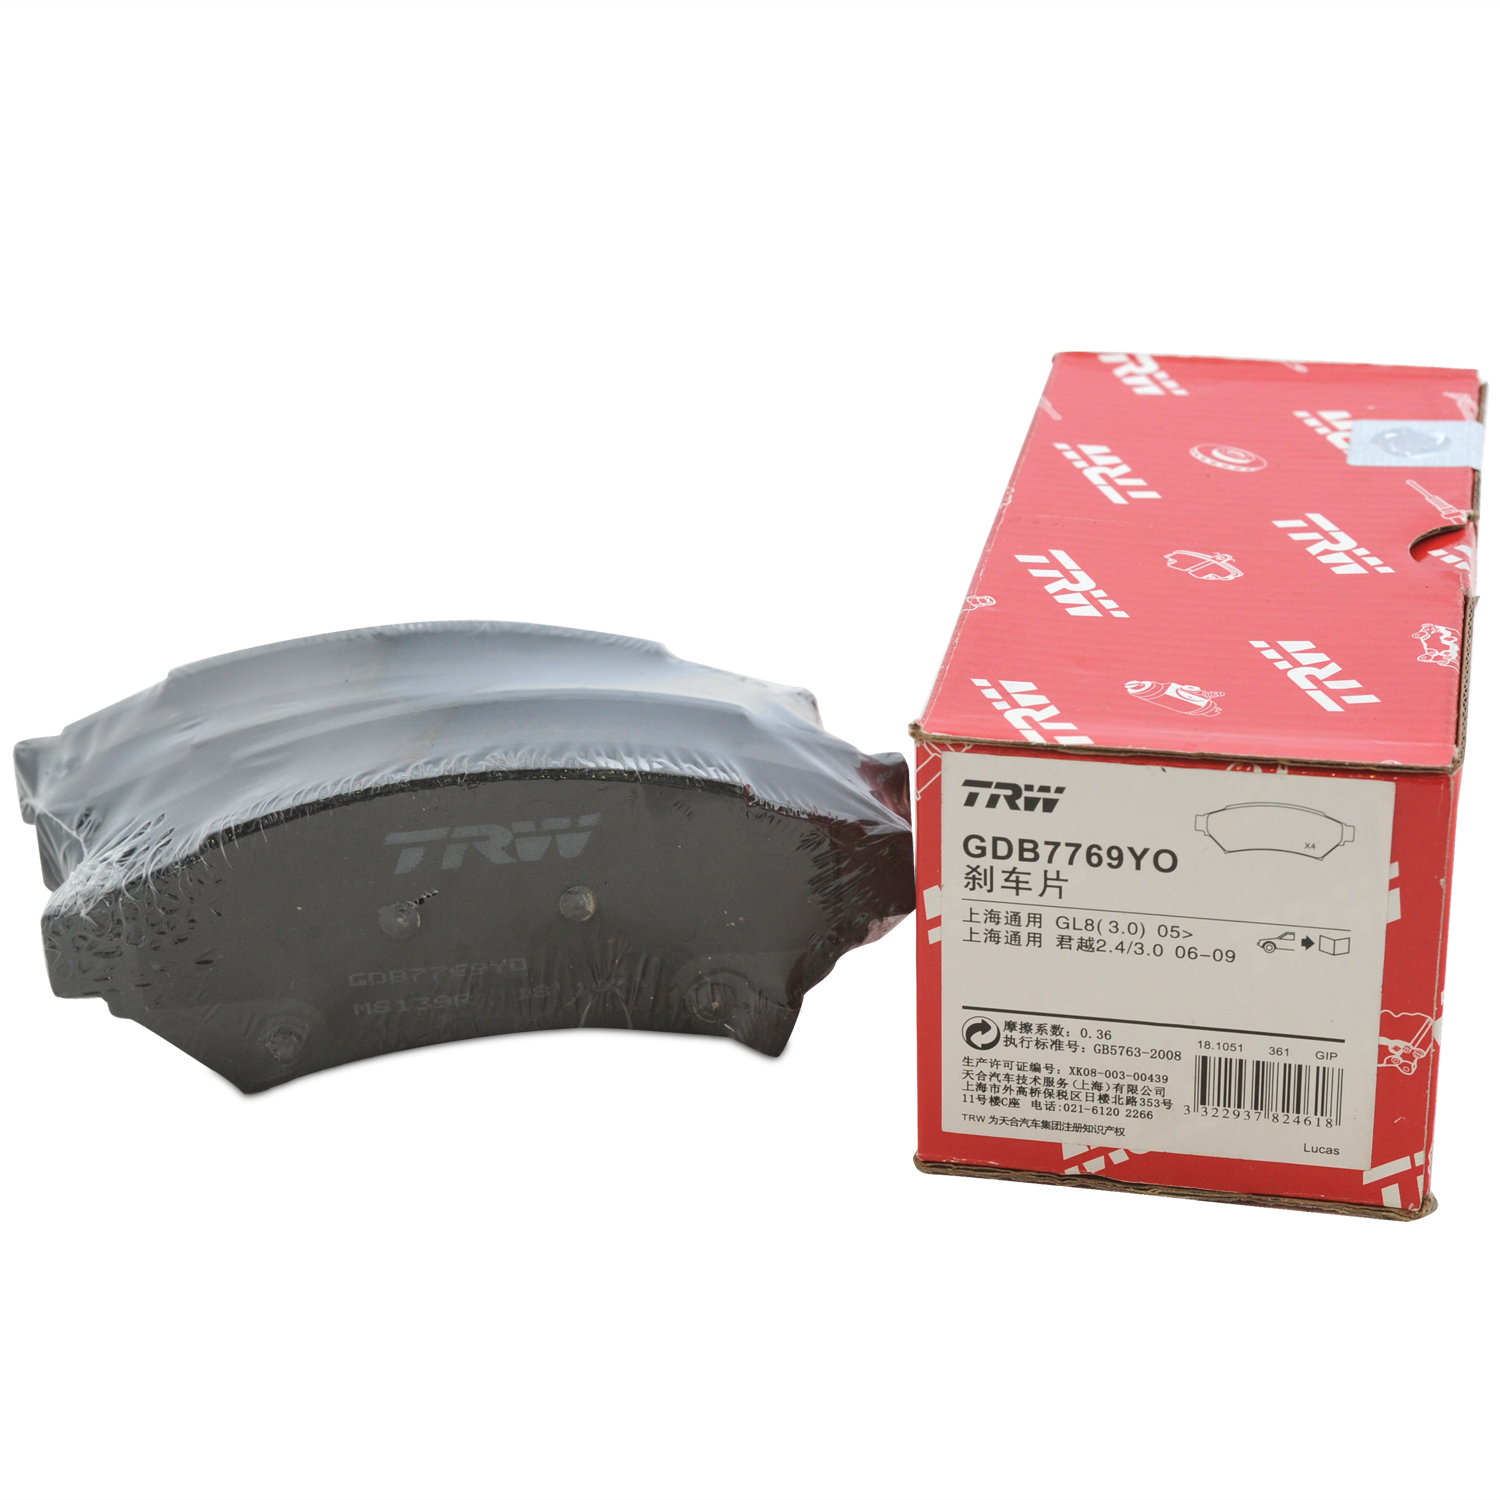 TRW
TRW
TRW
TRW
TRW
TRW
TRW
TRW
GDB7769YO
TRW
GDB7769YO
刹车片
X4
上海通用 GL8(3.0) 05>
上海通用 君越2.4/3.0 06-09
摩擦系数: 0.36
执行标准号: GB5763-2008
18.1051 361 GIP
生产许可证编号: XK08-003-00439
天合汽车技术服务(上海)有限公司
上海市外高桥保税区日楼北路353号
11号楼C座 电话:021-6120 2266
3 322937 824618
TRW 为天合汽车集团注册知识产权
Lucas